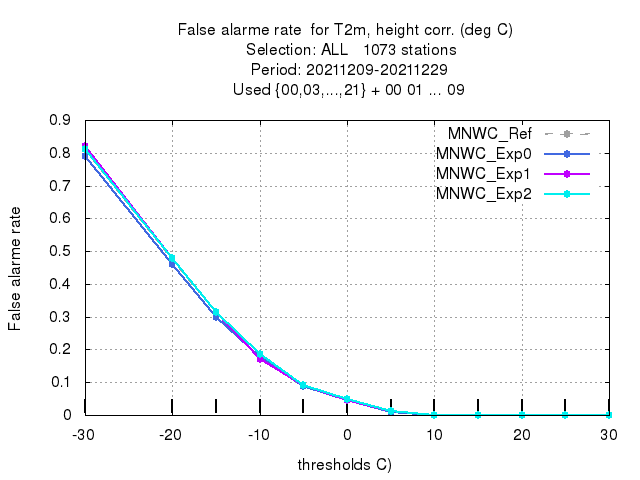 False alarme rate  for T2m, height corr. (deg C)
Selection: ALL   1073 stations
Period: 20211209-20211229
Used {00,03,...,21} + 00 01 ... 09
MNWC_Ref
MNWC_Exp0
MNWC_Exp1
MNWC_Exp2
False alarme rate
0.9
0.8
0.7
0.6
0.5
0.4
0.3
0.2
0.1
0
-30 -20 -10 0 10 20 30
thresholds C)